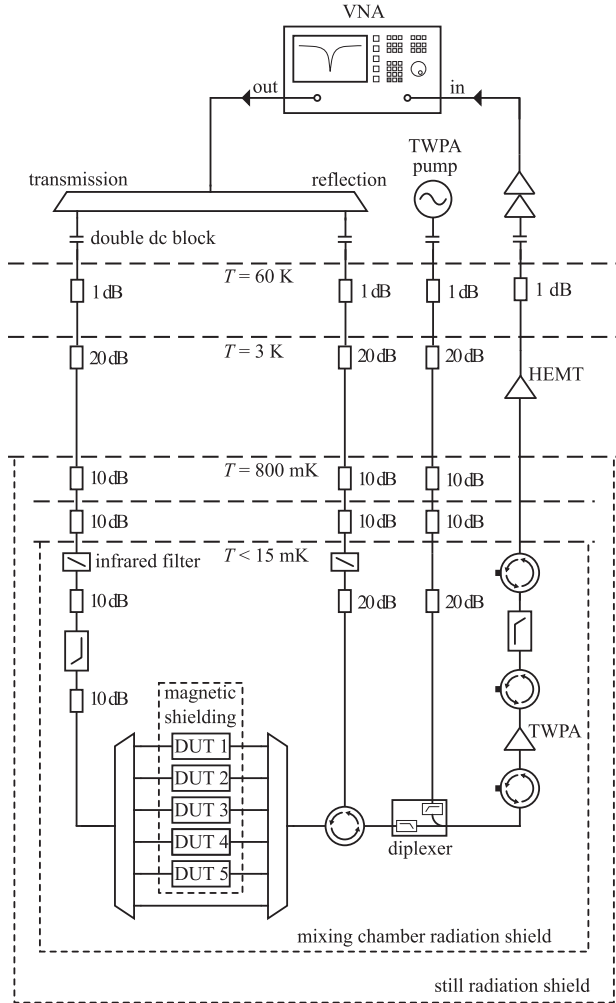 VNA
out
in
TWPA
pump
transmission
reflection
double dc block
T = 60 K
1 dB
1 dB
1 dB
1 dB
T = 3 K
20 dB
20 dB
20 dB
HEMT
T = 800 mK
10 dB
10 dB
10 dB
10 dB
10 dB
10 dB
T < 15 mK
infrared filter
10 dB
20 dB
20 dB
10 dB
magnetic
shielding
TWPA
DUT 1
DUT 2
DUT 3
DUT 4
DUT 5
diplexer
mixing chamber radiation shield
still radiation shield